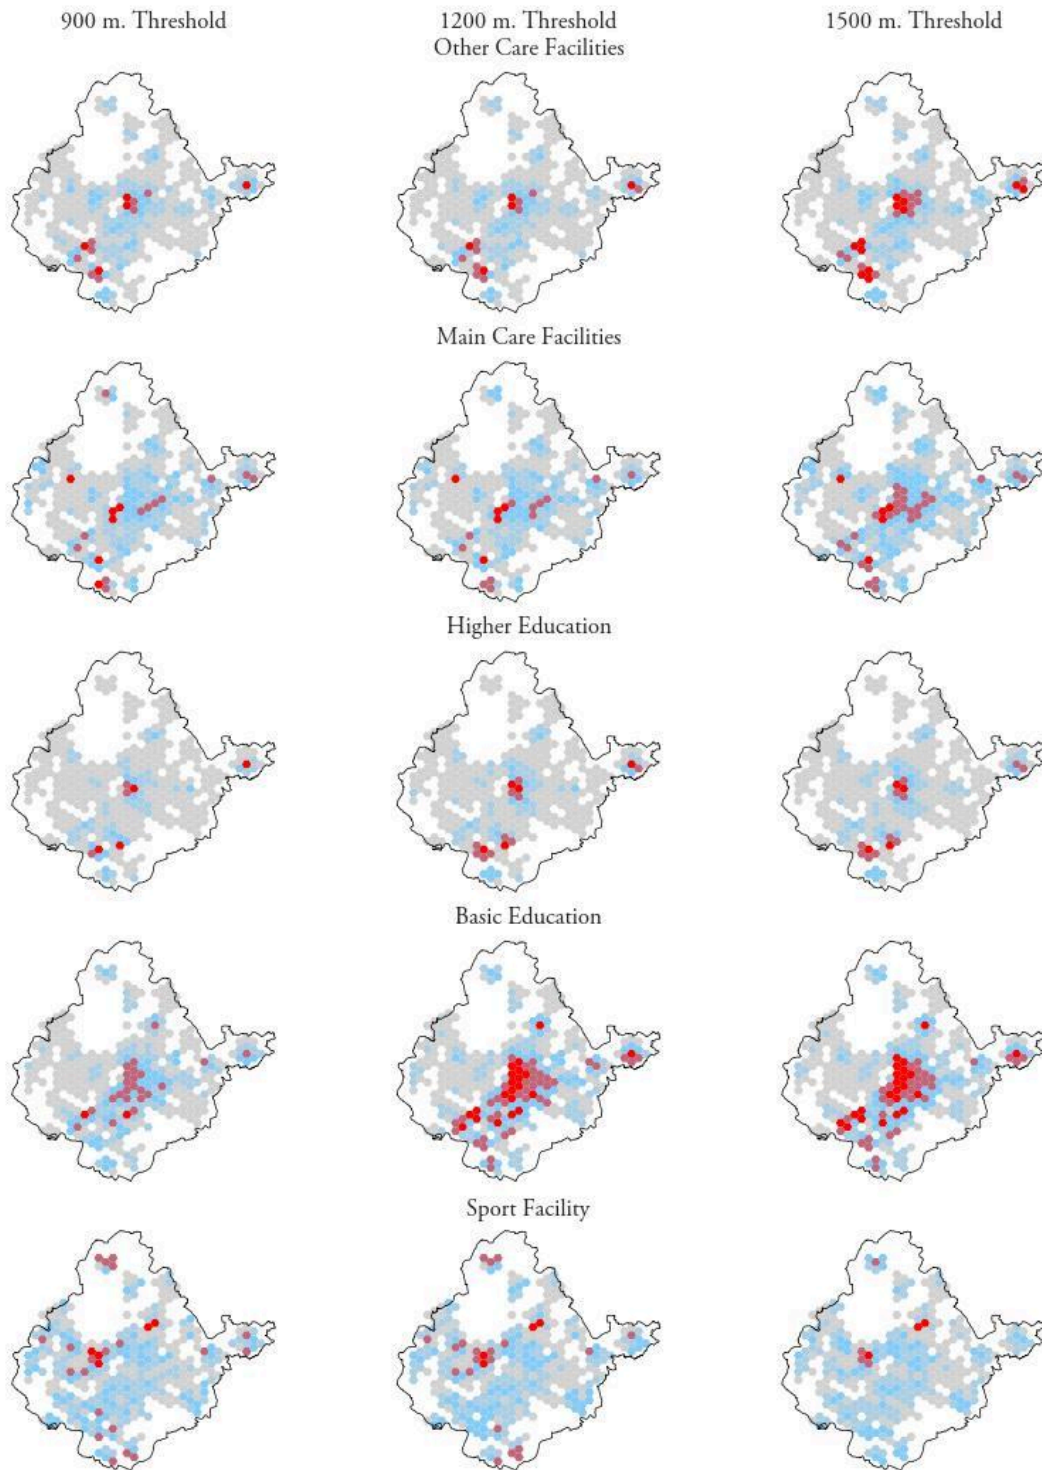 900 m. Threshold
1200 m. Threshold
1500 m. Threshold
Other Care Facilities
Main Care Facilities
Higher Education
Basic Education
Sport Facility